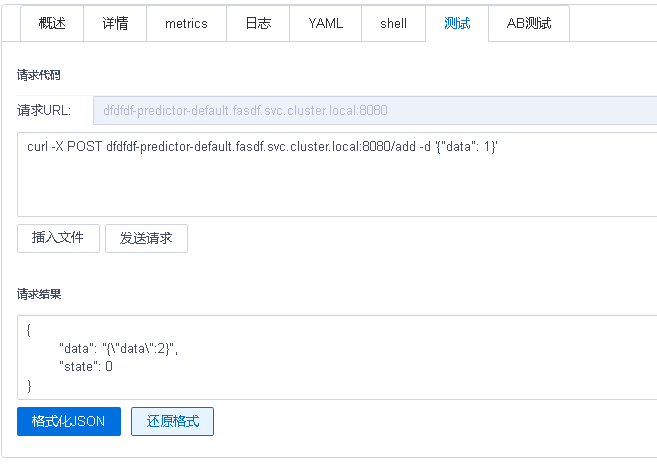 概述 详情 metrics 日志 YAML shell 测试 AB测试
请求代码
请求URL: dfdfdf-predictor-default.fasdf.svc.cluster.local:8080
curl -X POST dfdfdf-predictor-default.fasdf.svc.cluster.local:8080/add -d '{"data": 1}'
插入文件 发送请求
请求结果
{
"data": "{\"data\":2}",
"state": 0
}
格式化JSON 还原格式